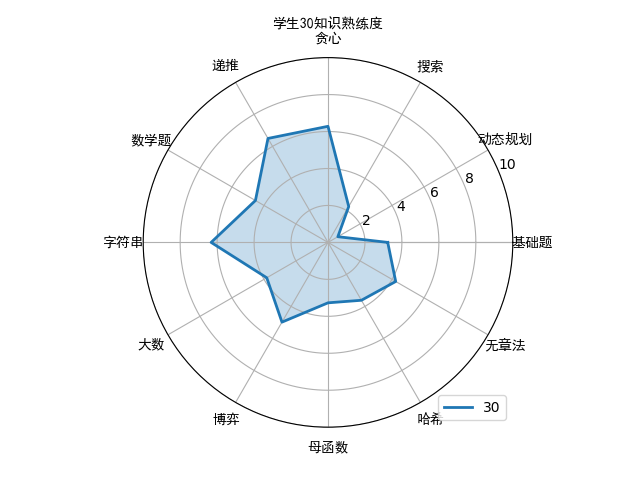 学生30知识熟练度
贪心
递推
搜索
数学题
动态规划
10
8
6
4
2
字符串
基础题
大数
无章法
博弈
哈希
30
母函数